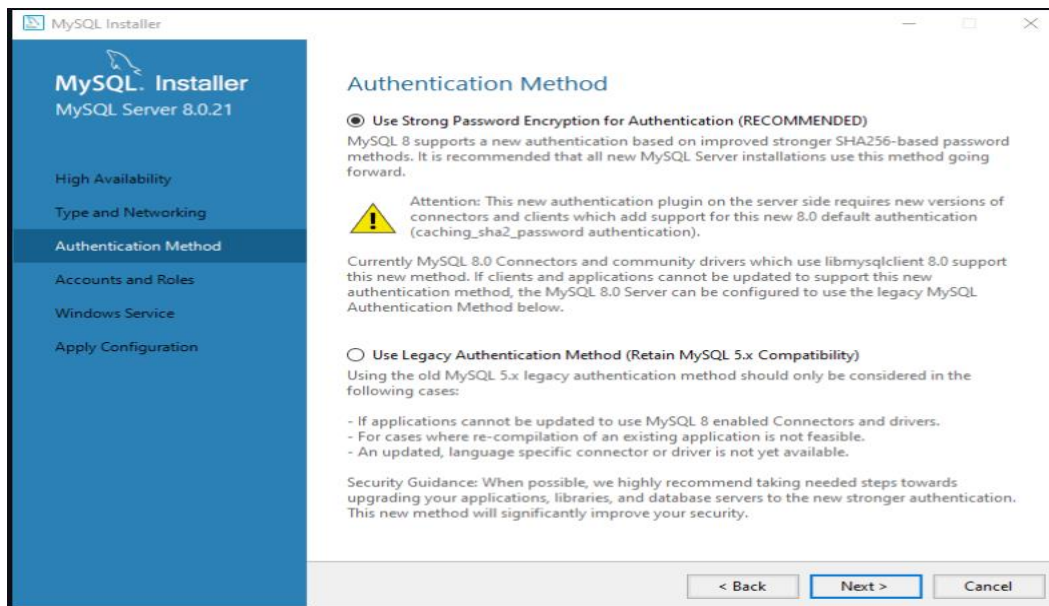 MySQL Installer
MySQL. Installer
MySQL Server 8.0.21
High Availability
Type and Networking
Authentication Method
Accounts and Roles
Windows Service
Apply Configuration
Authentication Method
Use Strong Password Encryption for Authentication (RECOMMENDED)
MySQL 8 supports a new authentication based on improved stronger SHA256-based password
methods. It is recommended that all new MySQL Server installations use this method going
forward.
Attention: This new authentication plugin on the server side requires new versions of
connectors and clients which add support for this new 8.0 default authentication
(caching_sha2_password authentication).
Currently MySQL 8.0 Connectors and community drivers which use libmysqlclient 8.0 support
this new method. If clients and applications cannot be updated to support this new
authentication method, the MySQL 8.0 Server can be configured to use the legacy MySQL
Authentication Method below.
Use Legacy Authentication Method (Retain MySQL 5.x Compatibility)
Using the old MySQL 5.x legacy authentication method should only be considered in the
following cases:
- If applications cannot be updated to use MySQL 8 enabled Connectors and drivers.
- For cases where re-compilation of an existing application is not feasible.
- An updated, language specific connector or driver is not yet available.
Security Guidance: When possible, we highly recommend taking needed steps towards
upgrading your applications, libraries, and database servers to the new stronger authentication.
This new method will significantly improve your security.
< Back
Next >
Cancel